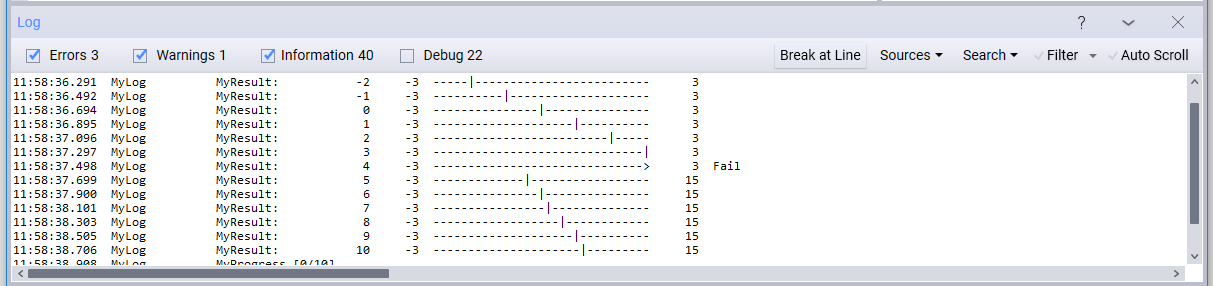 Log ?
Errors 3 Warnings 1 Information 40 Debug 22 Break at Line Sources Search Filter Auto Scroll
11:58:36.291 MyLog MyResult: -2 -3 -----|------------------------- 3
11:58:36.492 MyLog MyResult: -1 -3 ----------|-------------------- 3
11:58:36.694 MyLog MyResult: 0 -3 ---------------|--------------- 3
11:58:36.895 MyLog MyResult: 1 -3 --------------------|---------- 3
11:58:37.096 MyLog MyResult: 2 -3 -------------------------|----- 3
11:58:37.297 MyLog MyResult: 3 -3 ------------------------------| 3
11:58:37.498 MyLog MyResult: 4 -3 ------------------------------> 3 Fail
11:58:37.699 MyLog MyResult: 5 -3 -------------|----------------- 15
11:58:37.900 MyLog MyResult: 6 -3 ---------------|--------------- 15
11:58:38.101 MyLog MyResult: 7 -3 ----------------|-------------- 15
11:58:38.303 MyLog MyResult: 8 -3 ------------------|------------ 15
11:58:38.505 MyLog MyResult: 9 -3 --------------------|---------- 15
11:58:38.706 MyLog MyResult: 10 -3 ---------------------|--------- 15
11:58:38.908 MyLog MyProgress [0/10]